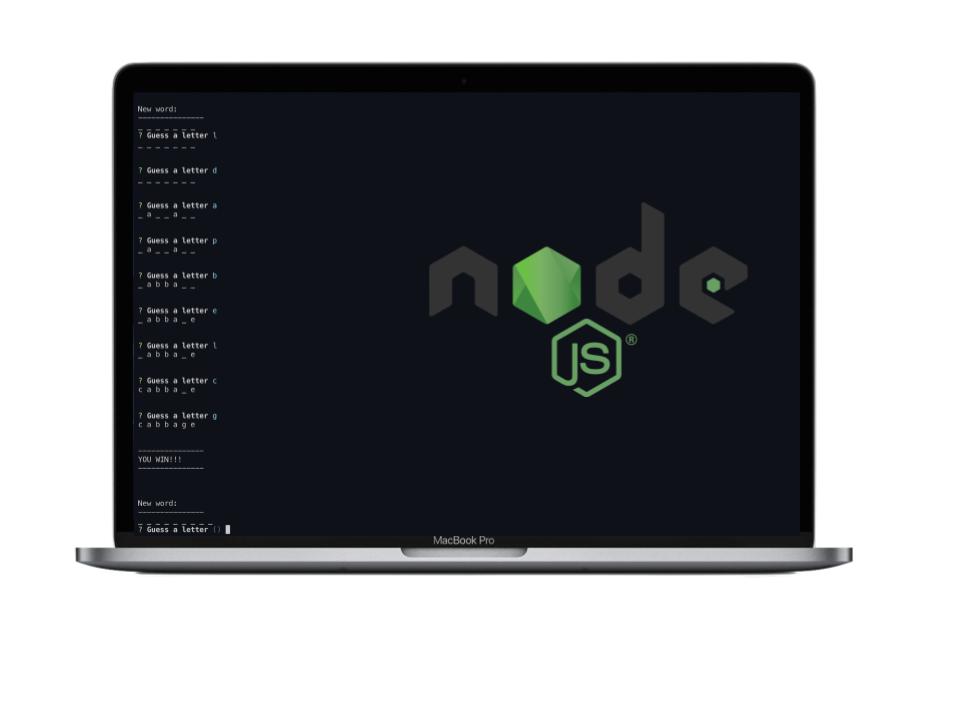 New word:
---------------
_ _ _ _ _ _ _
? Guess a letter l
_ _ _ _ _ _ _
? Guess a letter d
_ _ _ _ _ _ _
? Guess a letter a
_ a _ _ a _ _
? Guess a letter p
_ a _ _ a _ _
? Guess a letter b
_ a b b a _ _
? Guess a letter e
_ a b b a _ e
? Guess a letter l
_ a b b a _ e
? Guess a letter c
c a b b a _ e
? Guess a letter g
c a b b a g e
---------------
YOU WIN!!!
---------------
New word:
---------------
_ _ _ _ _ _ _ _ _
? Guess a letter ()
node
JS®
MacBook Pro